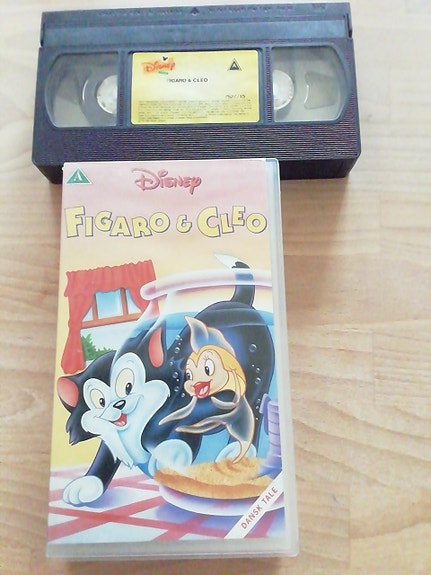 Disney
FIGARO & CLEO
Disney
FIGARO & CLEO
DANSK TALE